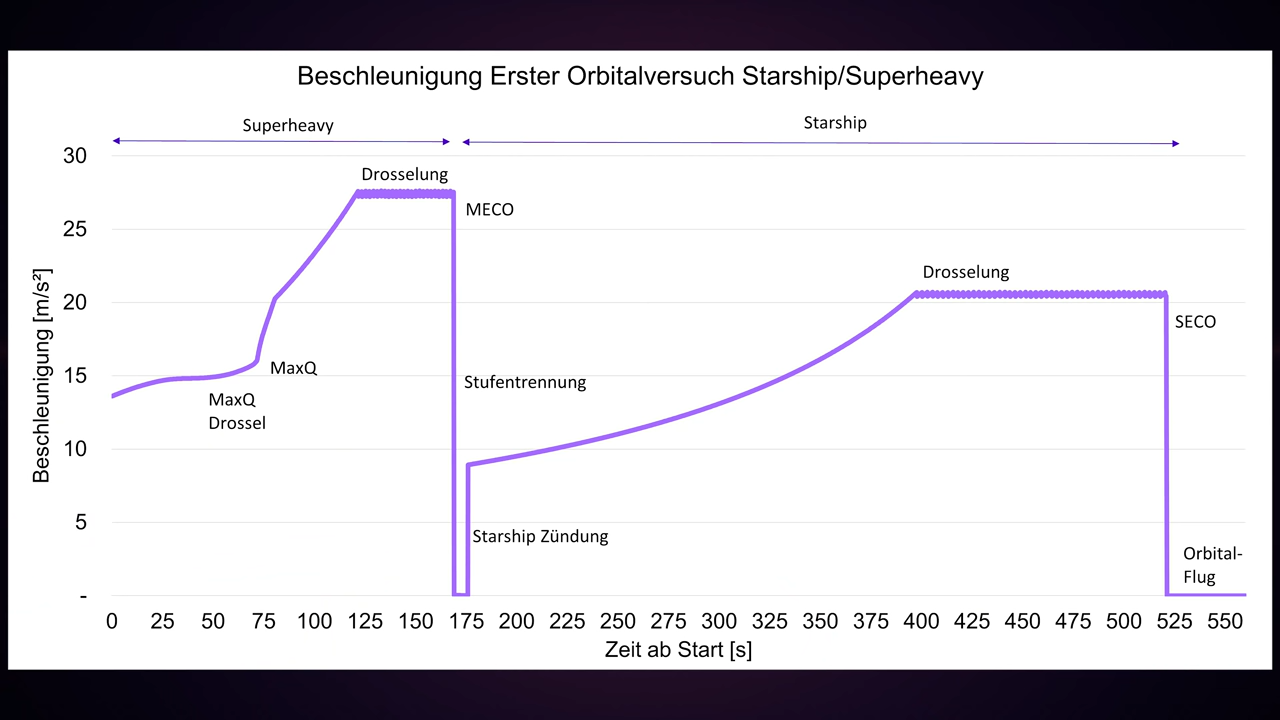 Beschleunigung Erster Orbitalversuch Starship/Superheavy
Superheavy
Starship
30
Drosselung
MECO
25
Drosselung
20
SECO
MaxQ
15
Stufentrennung
MaxQ
Drossel
10
Starship Zündung
5
Orbital-
Flug
-
Beschleunigung [m/s²]
0 25 50 75 100 125 150 175 200 225 250 275 300 325 350 375 400 425 450 475 500 525 550
Zeit ab Start [s]